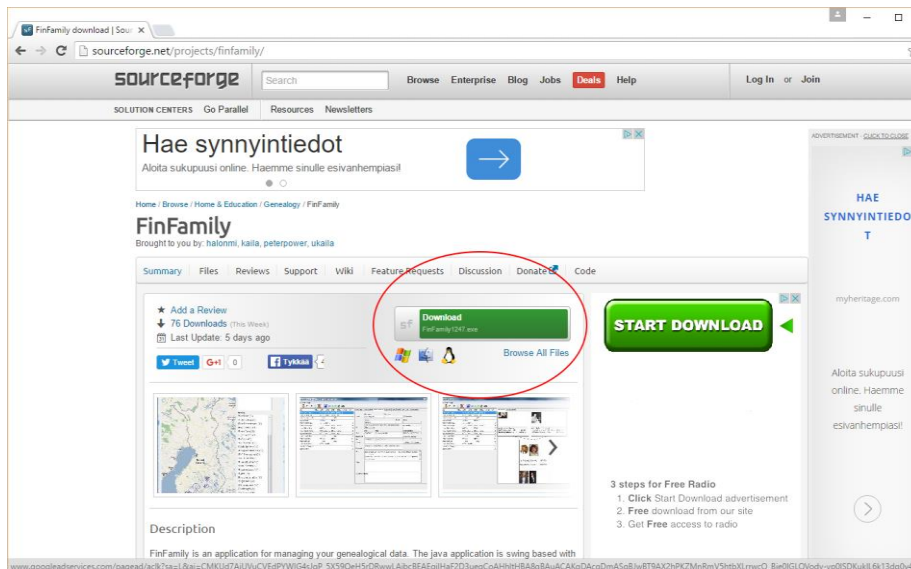 FinFamily download | Sour
sourceforge.net/projects/finfamily/
sourceforge
Search
Browse Enterprise Blog Jobs Deals Help
Log In or Join
SOLUTION CENTERS Go Parallel Resources Newsletters
Hae synnyintiedot
Aloita sukupuusi online. Haemme sinulle esivanhempiasi!
ADVERTISEMENT - CLICK TO CLOSE
Home / Browse / Home & Education / Genealogy / FinFamily
FinFamily
Brought to you by: halonmi, kaila, peterpower, ukaila
Summary Files Reviews Support Wiki Feature Requests Discussion Donate Code
Add a Review
76 Downloads (This Week)
Last Update: 5 days ago
Tweet G+1 0 Tykkää
sf Download
FinFamily1247.exe
Browse All Files
START DOWNLOAD
3 steps for Free Radio
1. Click Start Download advertisement
2. Free download from our site
3. Get Free access to radio
HAE
SYNNYINTIEDO
T
myheritage.com
Aloita sukupuusi
online. Haemme
sinulle
esivanhempiasi!
Description
FinFamily is an application for managing your genealogical data. The java application is swing based with